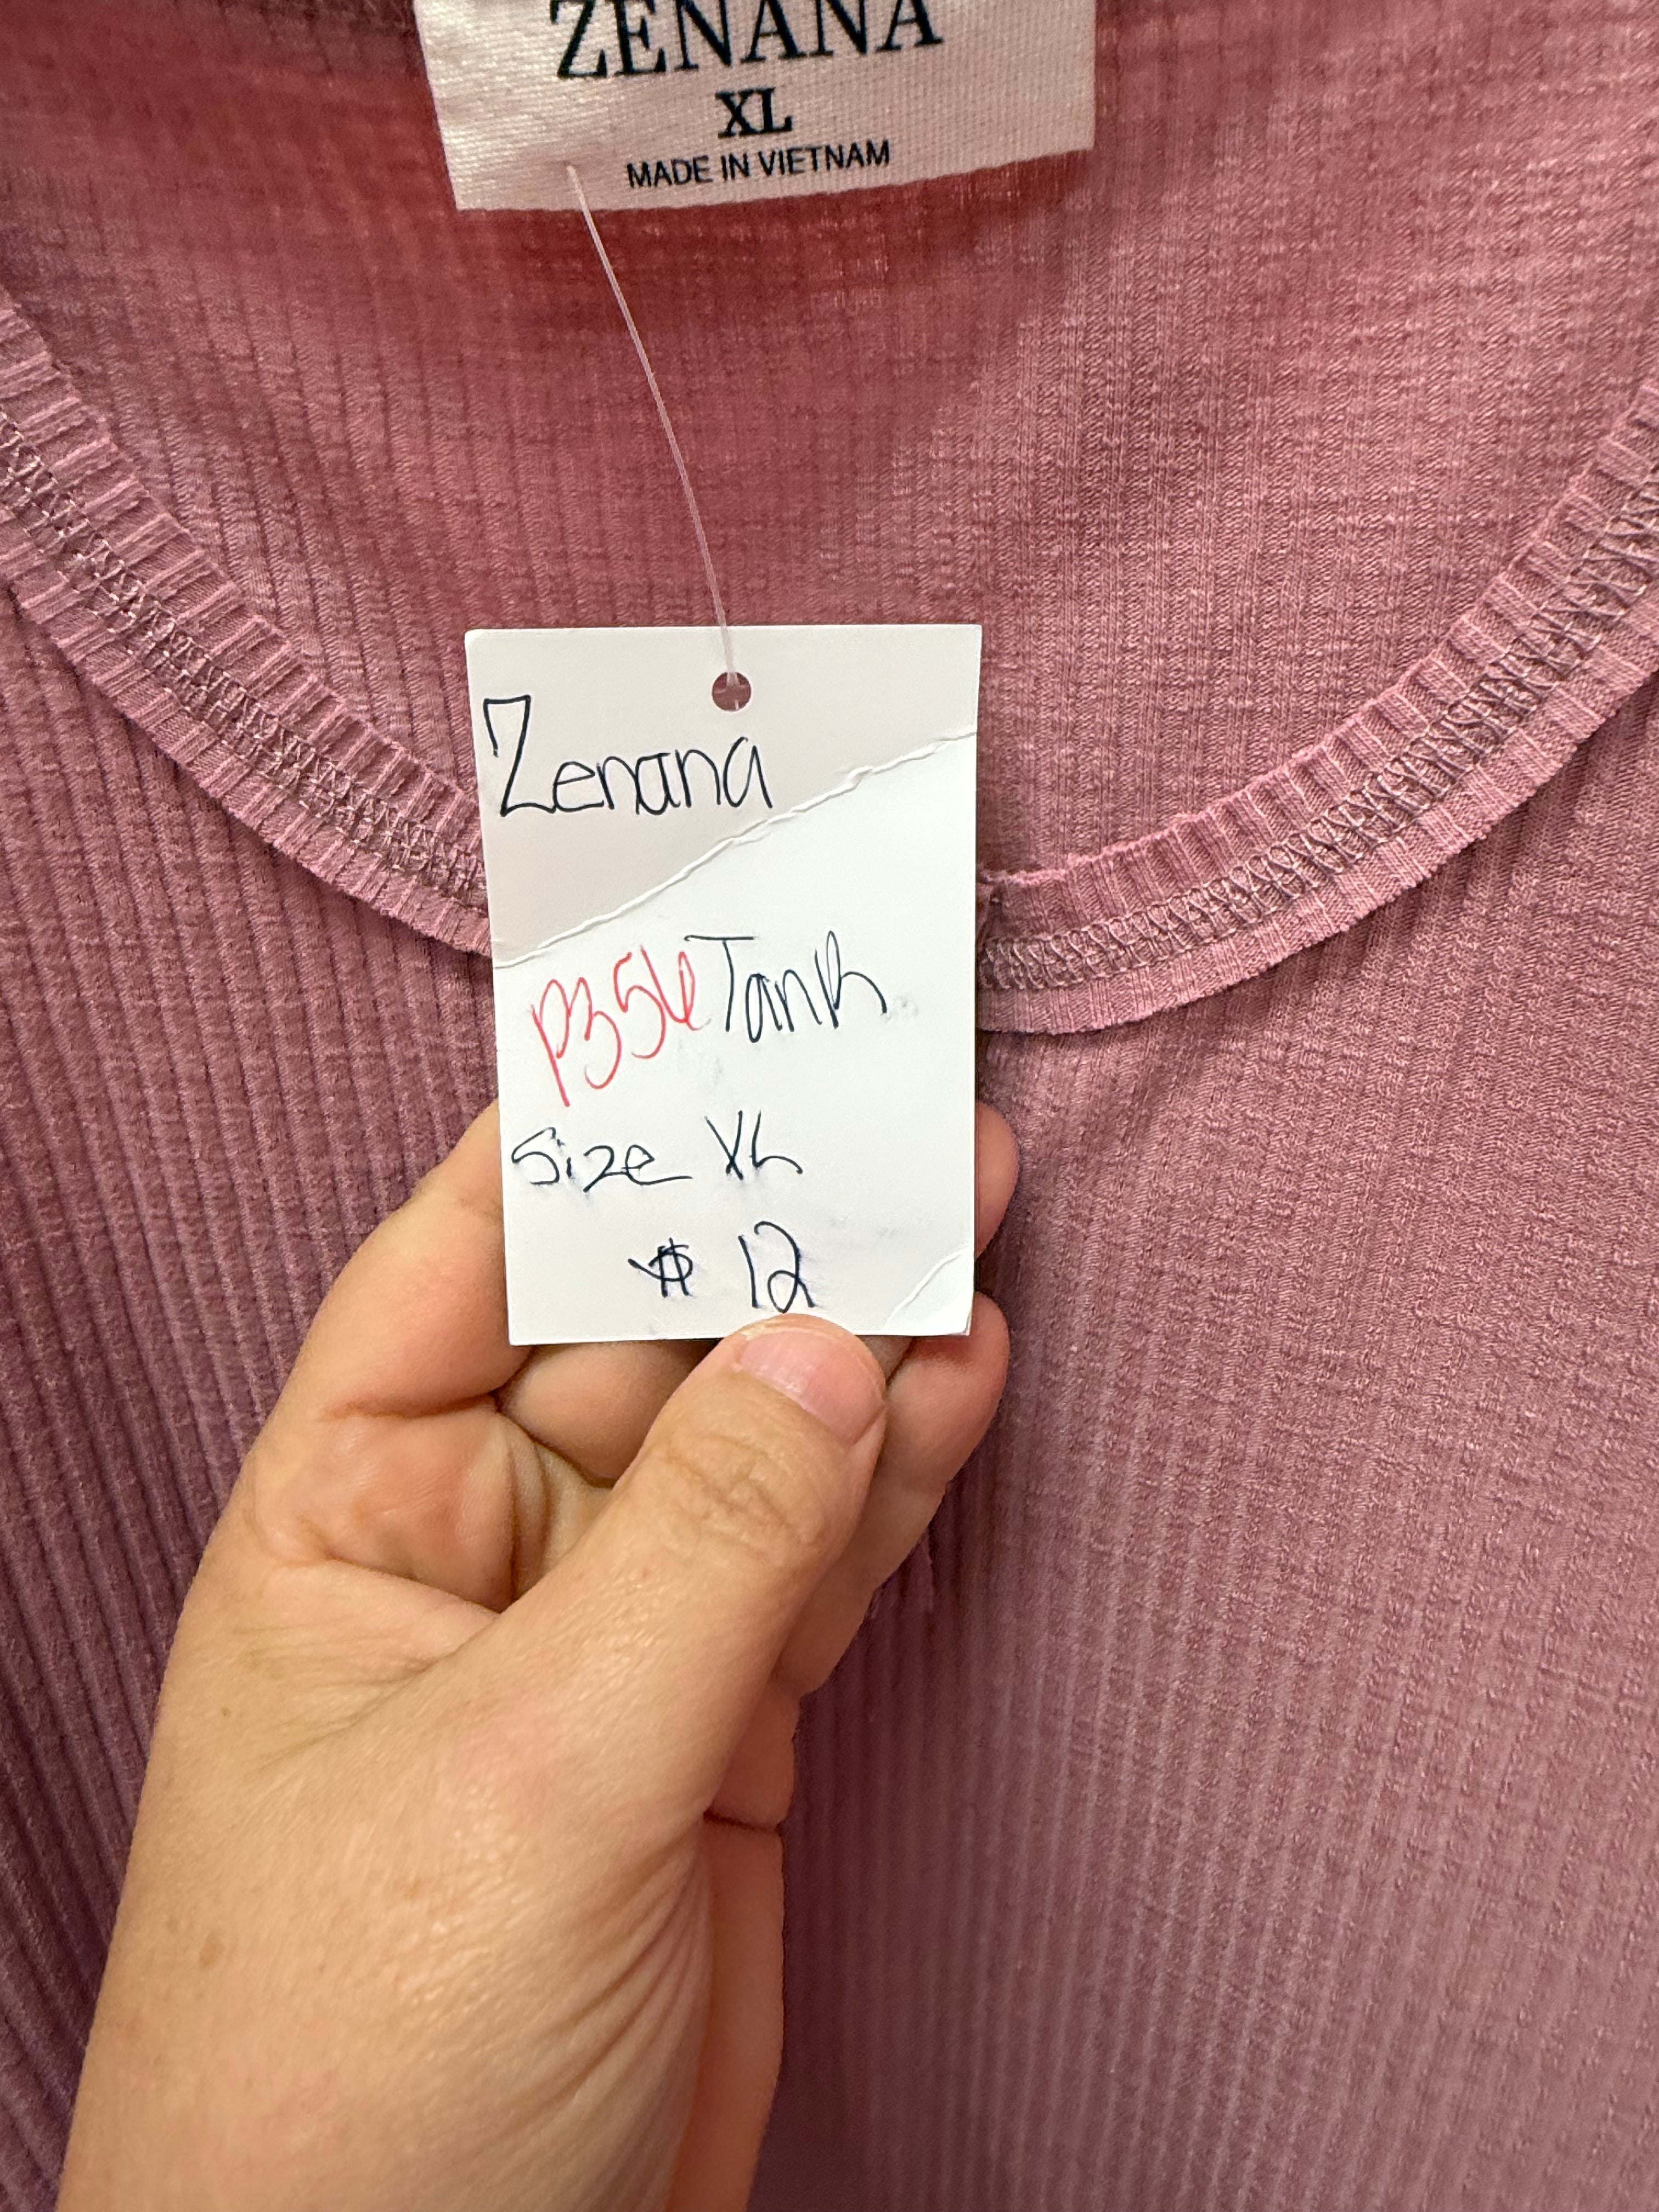 ZENANA
XL
MADE IN VIETNAM
Zenana
P356 Tank
Size XL
$ 12